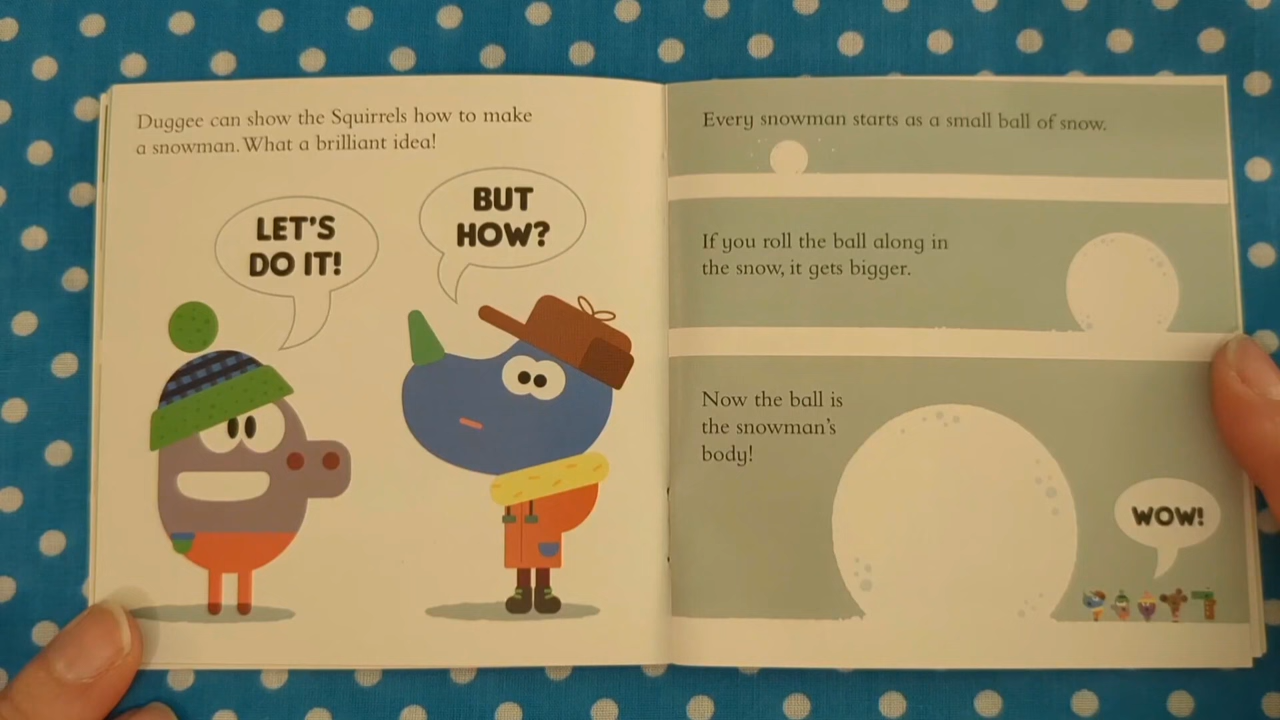 Duggee can show the Squirrels how to make
a snowman. What a brilliant idea!
LET'S
DO IT!
BUT
HOW?
Every snowman starts as a small ball of snow.
If you roll the ball along in
the snow, it gets bigger.
Now the ball is
the snowman's
body!
WOW!